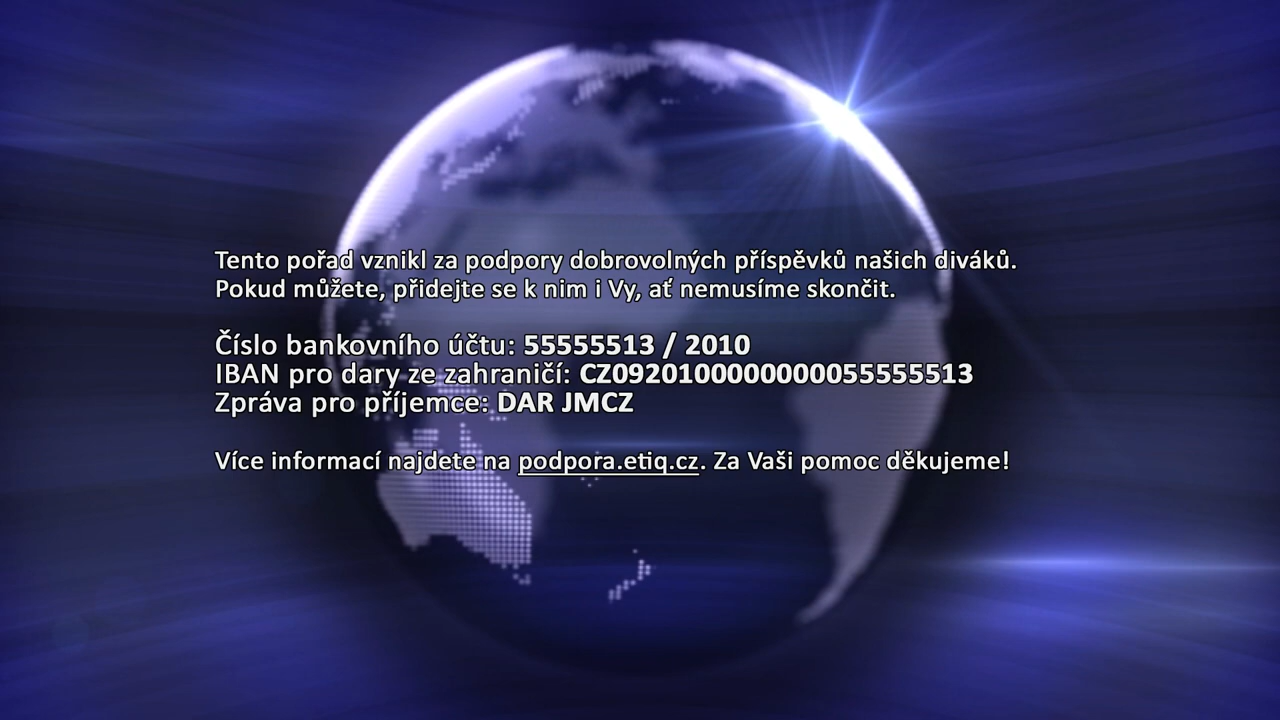 Tento pořad vznikl za podpory dobrovolných příspěvků našich diváků.
Pokud můžete, přidejte se k nim i Vy, ať nemusíme skončit.
Číslo bankovního účtu: 55555513 / 2010
IBAN pro dary ze zahraničí: CZ0920100000000055555513
Zpráva pro příjemce: DAR JMCZ
Více informací najdete na podpora.etiq.cz. Za Vaši pomoc děkujeme!